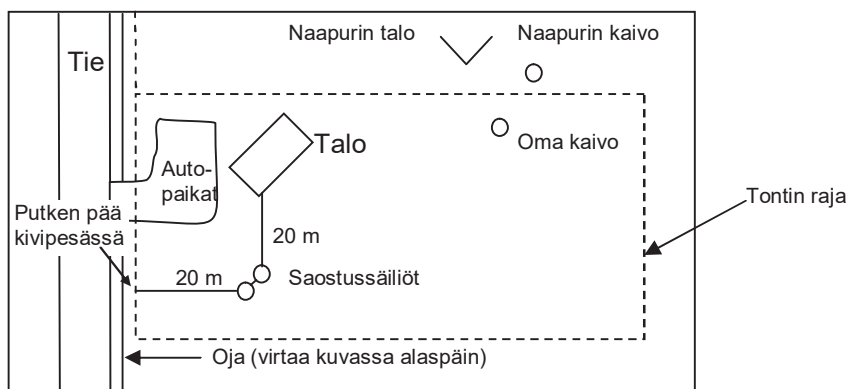 Naapurin talo
Naapurin kaivo
Tie
Talo
Oma kaivo
Auto-
paikat
Tontin raja
Putken pää
kivipesässä
20 m
20 m
Saostussäiliöt
Oja (virtaa kuvassa alaspäin)